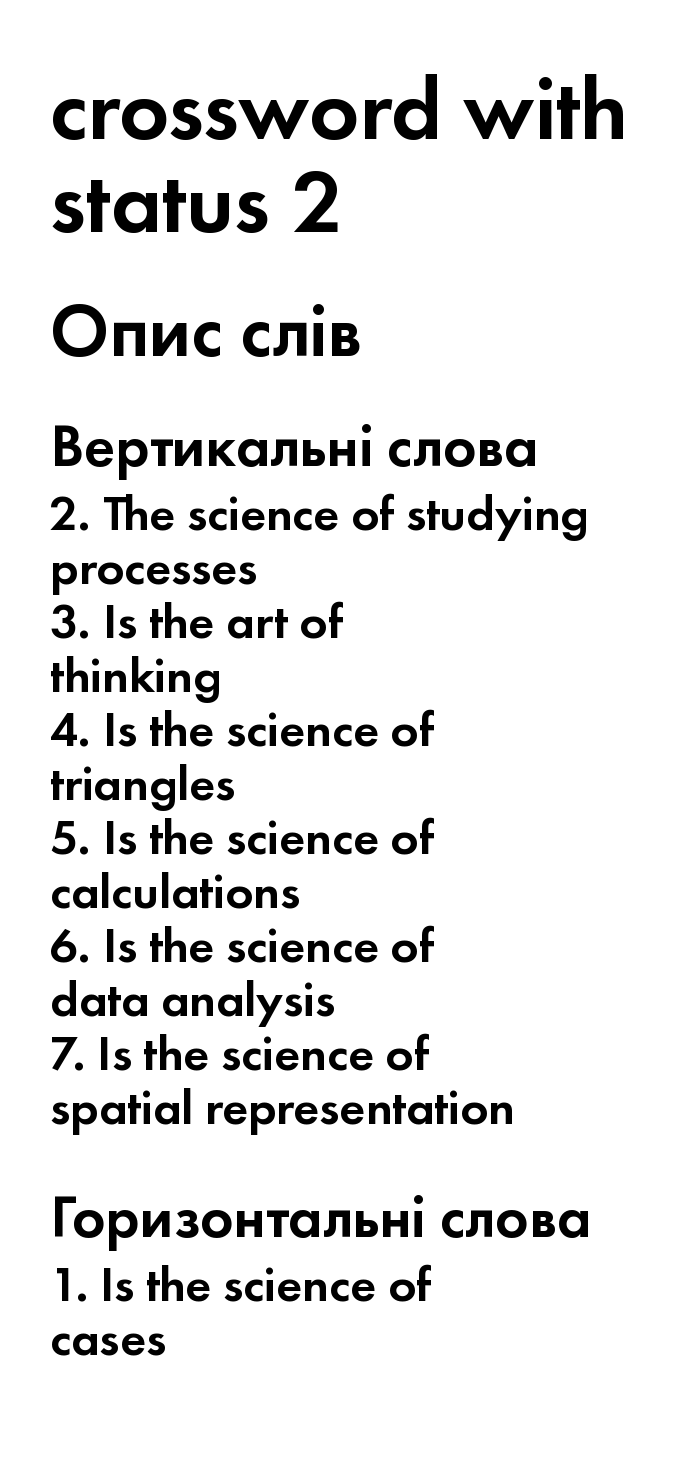 crossword with
status 2
Опис слів
Вертикальні слова
2. The science of studying
processes
3. Is the art of
thinking
4. Is the science of
triangles
5. Is the science of
calculations
6. Is the science of
data analysis
7. Is the science of
spatial representation
Горизонтальні слова
1. Is the science of
cases